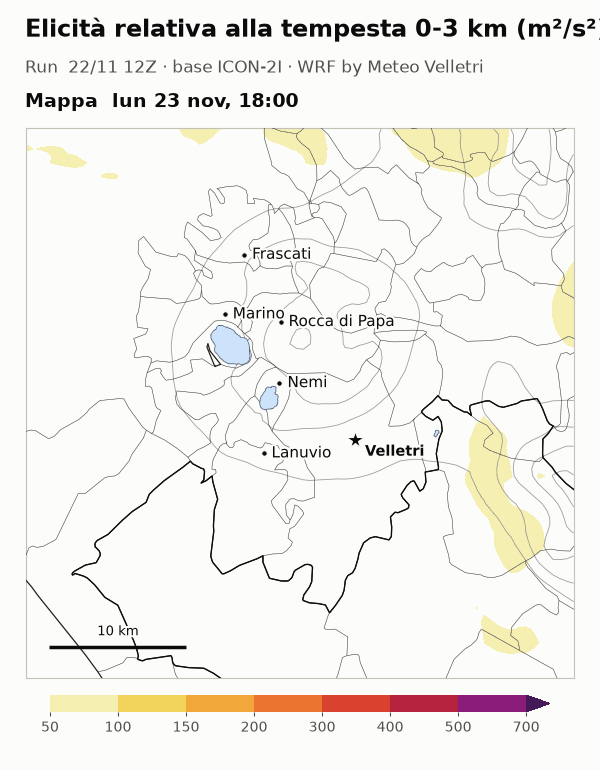 Elicità relativa alla tempesta 0-3 km (m²/s²)
Run 22/11 12Z · base ICON-2I · WRF by Meteo Velletri
Mappa lun 23 nov, 18:00
Frascati
Marino
Rocca di Papa
Nemi
Velletri
Lanuvio
10 km
50 100 150 200 300 400 500 700